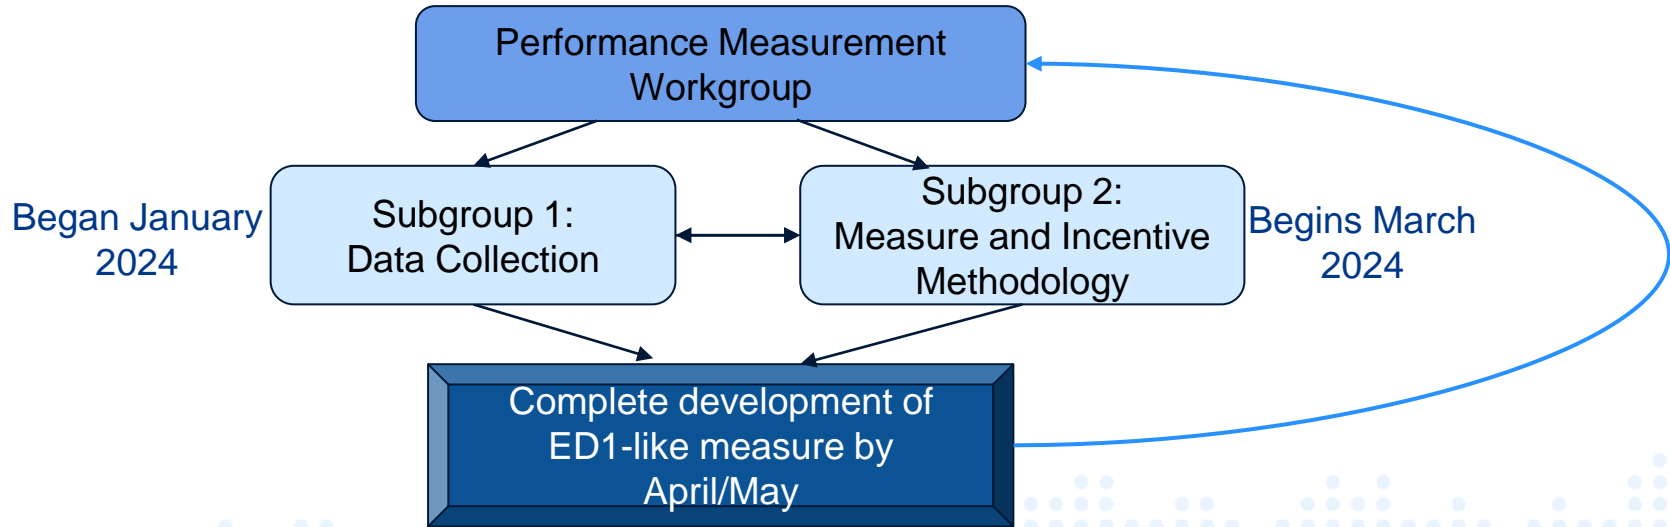 Performance Measurement
Workgroup
Began January
2024
Subgroup 1:
Data Collection
Subgroup 2:
Measure and Incentive
Methodology
Begins March
2024
Complete development of
ED1-like measure by
April/May